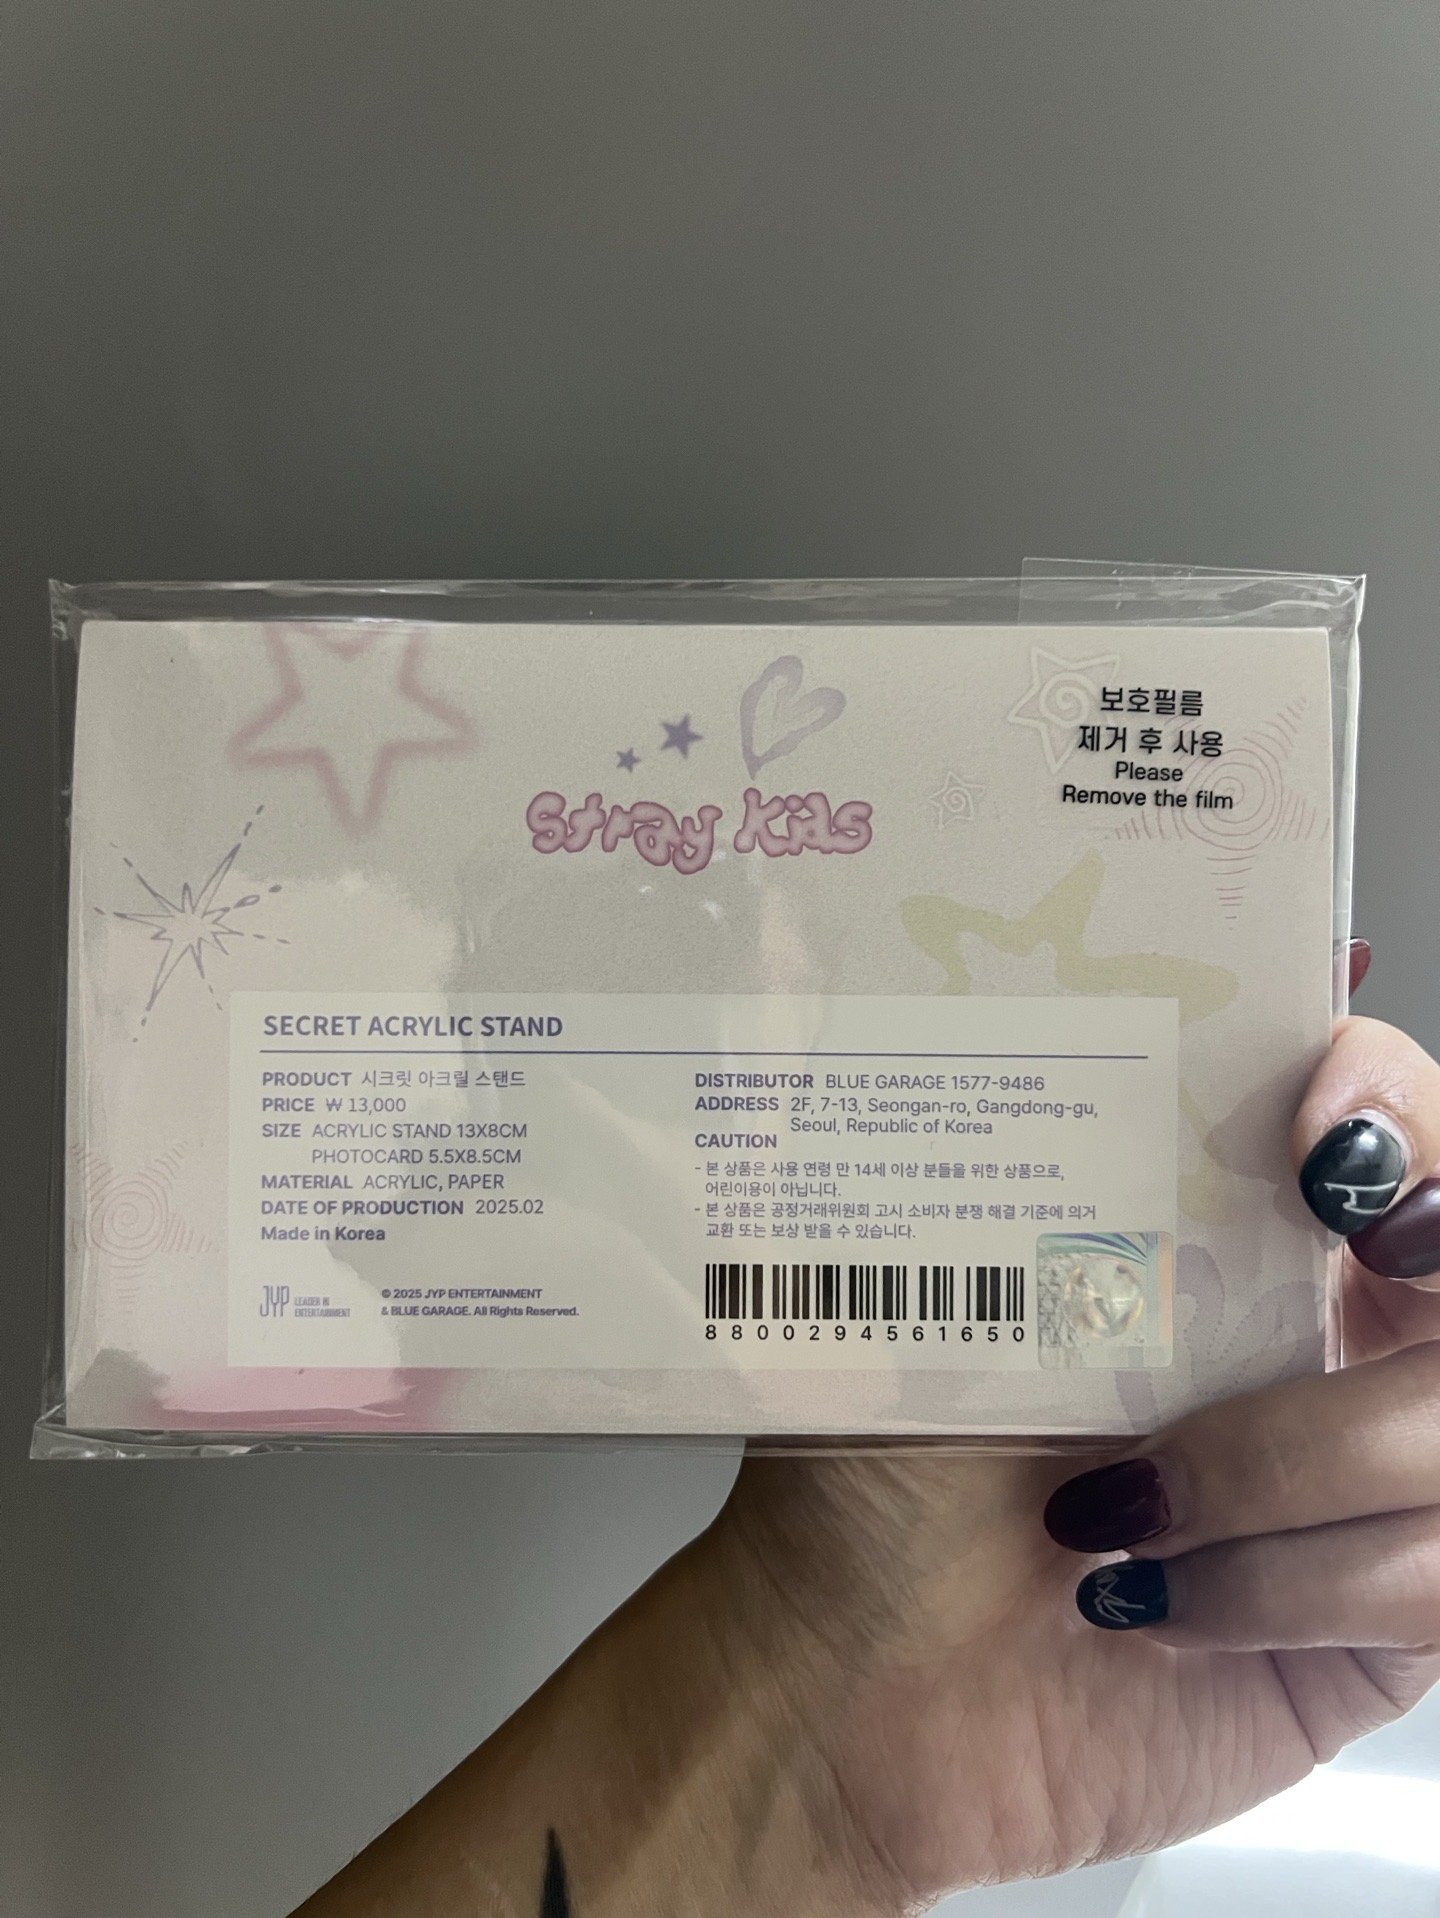 보호필름
제거 후 사용
Please
Remove the film
Stray Kids
SECRET ACRYLIC STAND
PRODUCT 시크릿 아크릴 스탠드
PRICE ₩ 13,000
SIZE ACRYLIC STAND 13X8CM
PHOTOCARD 5.5X8.5CM
MATERIAL ACRYLIC, PAPER
DATE OF PRODUCTION 2025.02
Made in Korea
JYP LEADER IN
ENTERTAINMENT
© 2025 JYP ENTERTAINMENT
& BLUE GARAGE. All Rights Reserved.
DISTRIBUTOR BLUE GARAGE 1577-9486
ADDRESS 2F, 7-13, Seongan-ro, Gangdong-gu,
Seoul, Republic of Korea
CAUTION
- 본 상품은 사용 연령 만 14세 이상 분들을 위한 상품으로,
어린이용이 아닙니다.
- 본 상품은 공정거래위원회 고시 소비자 분쟁 해결 기준에 의거
교환 또는 보상 받을 수 있습니다.
8800294561650